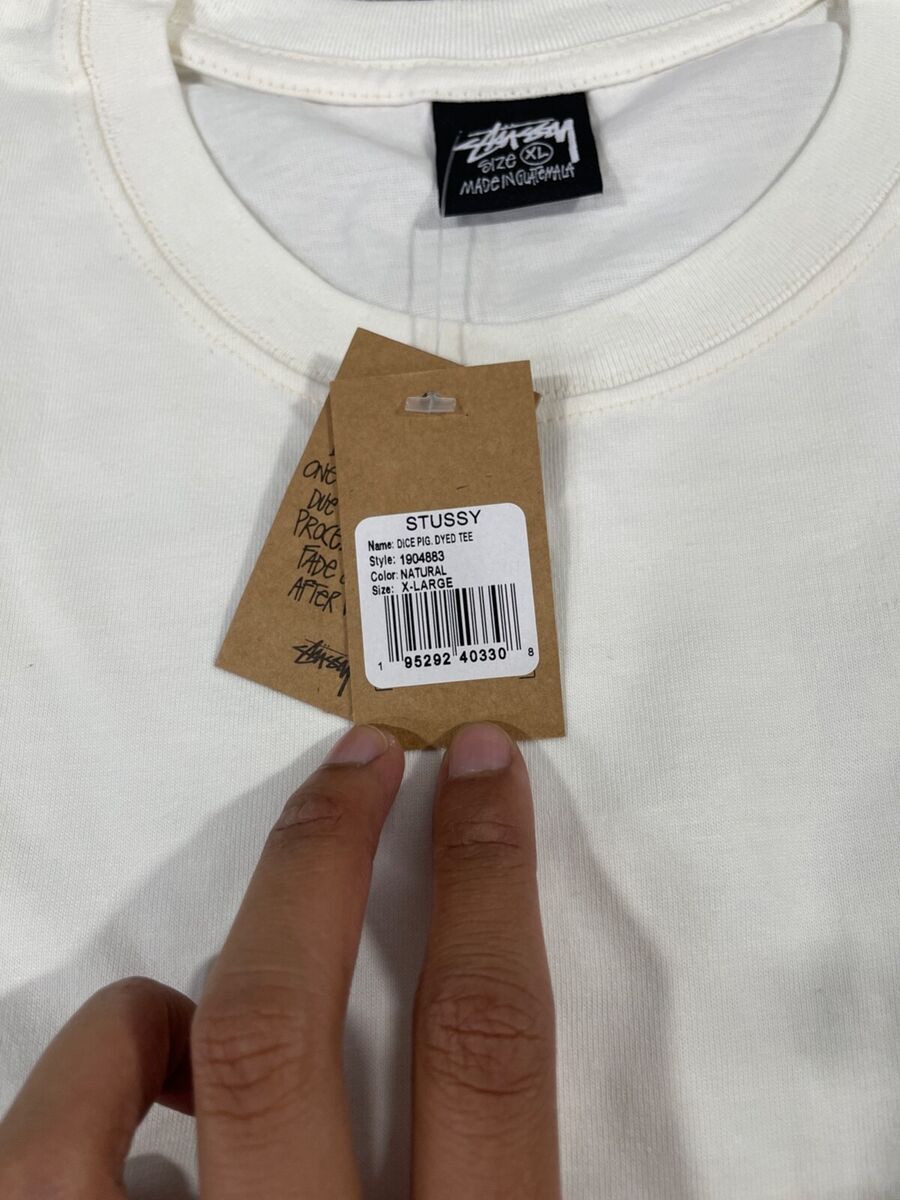 STÜSSY
SIZE XL
MADE IN GUATEMALA
ONE
DUE
PROCE
FADE
AFTER
STÜSSY
STUSSY
Name: DICE PIG. DYED TEE
Style: 1904883
Color: NATURAL
Size: X-LARGE
1 95292 40330 8